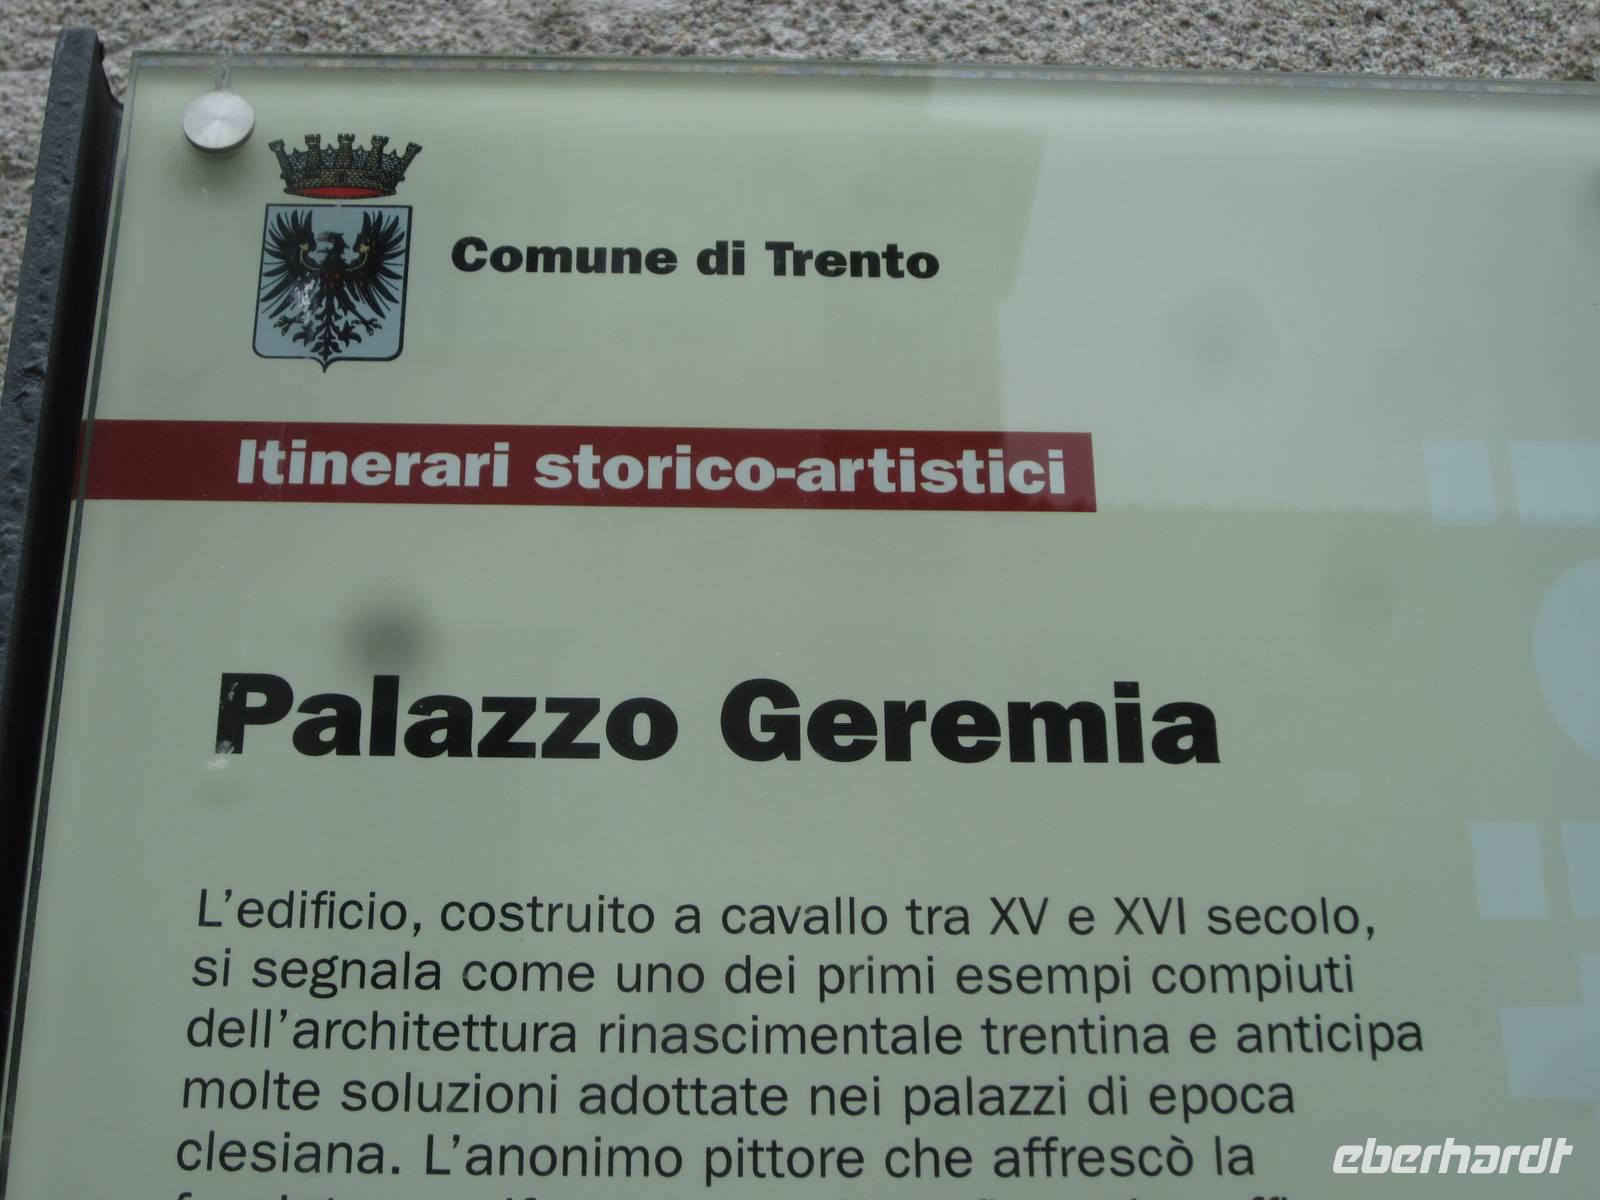 Comune di Trento
Itinerari storico-artistici
Palazzo Geremia
L'edificio, costruito a cavallo tra XV e XVI secolo,
si segnala come uno dei primi esempi compiuti
dell'architettura rinascimentale trentina e anticipa
molte soluzioni adottate nei palazzi di epoca
clesiana. L'anonimo pittore che affrescò la
eberhardt